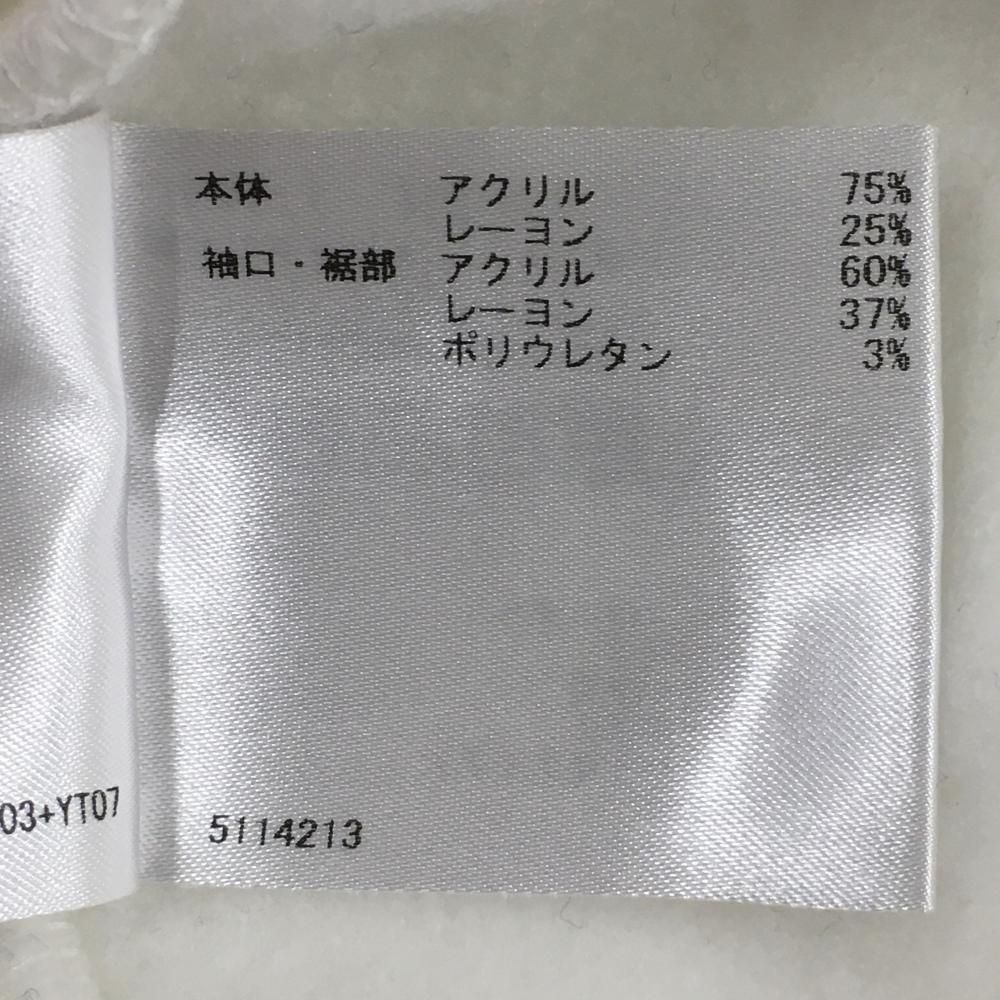 本体 アクリル 75%
レーヨン 25%
袖口・裾部 アクリル 60%
レーヨン 37%
ポリウレタン 3%
03+YT07
5114213